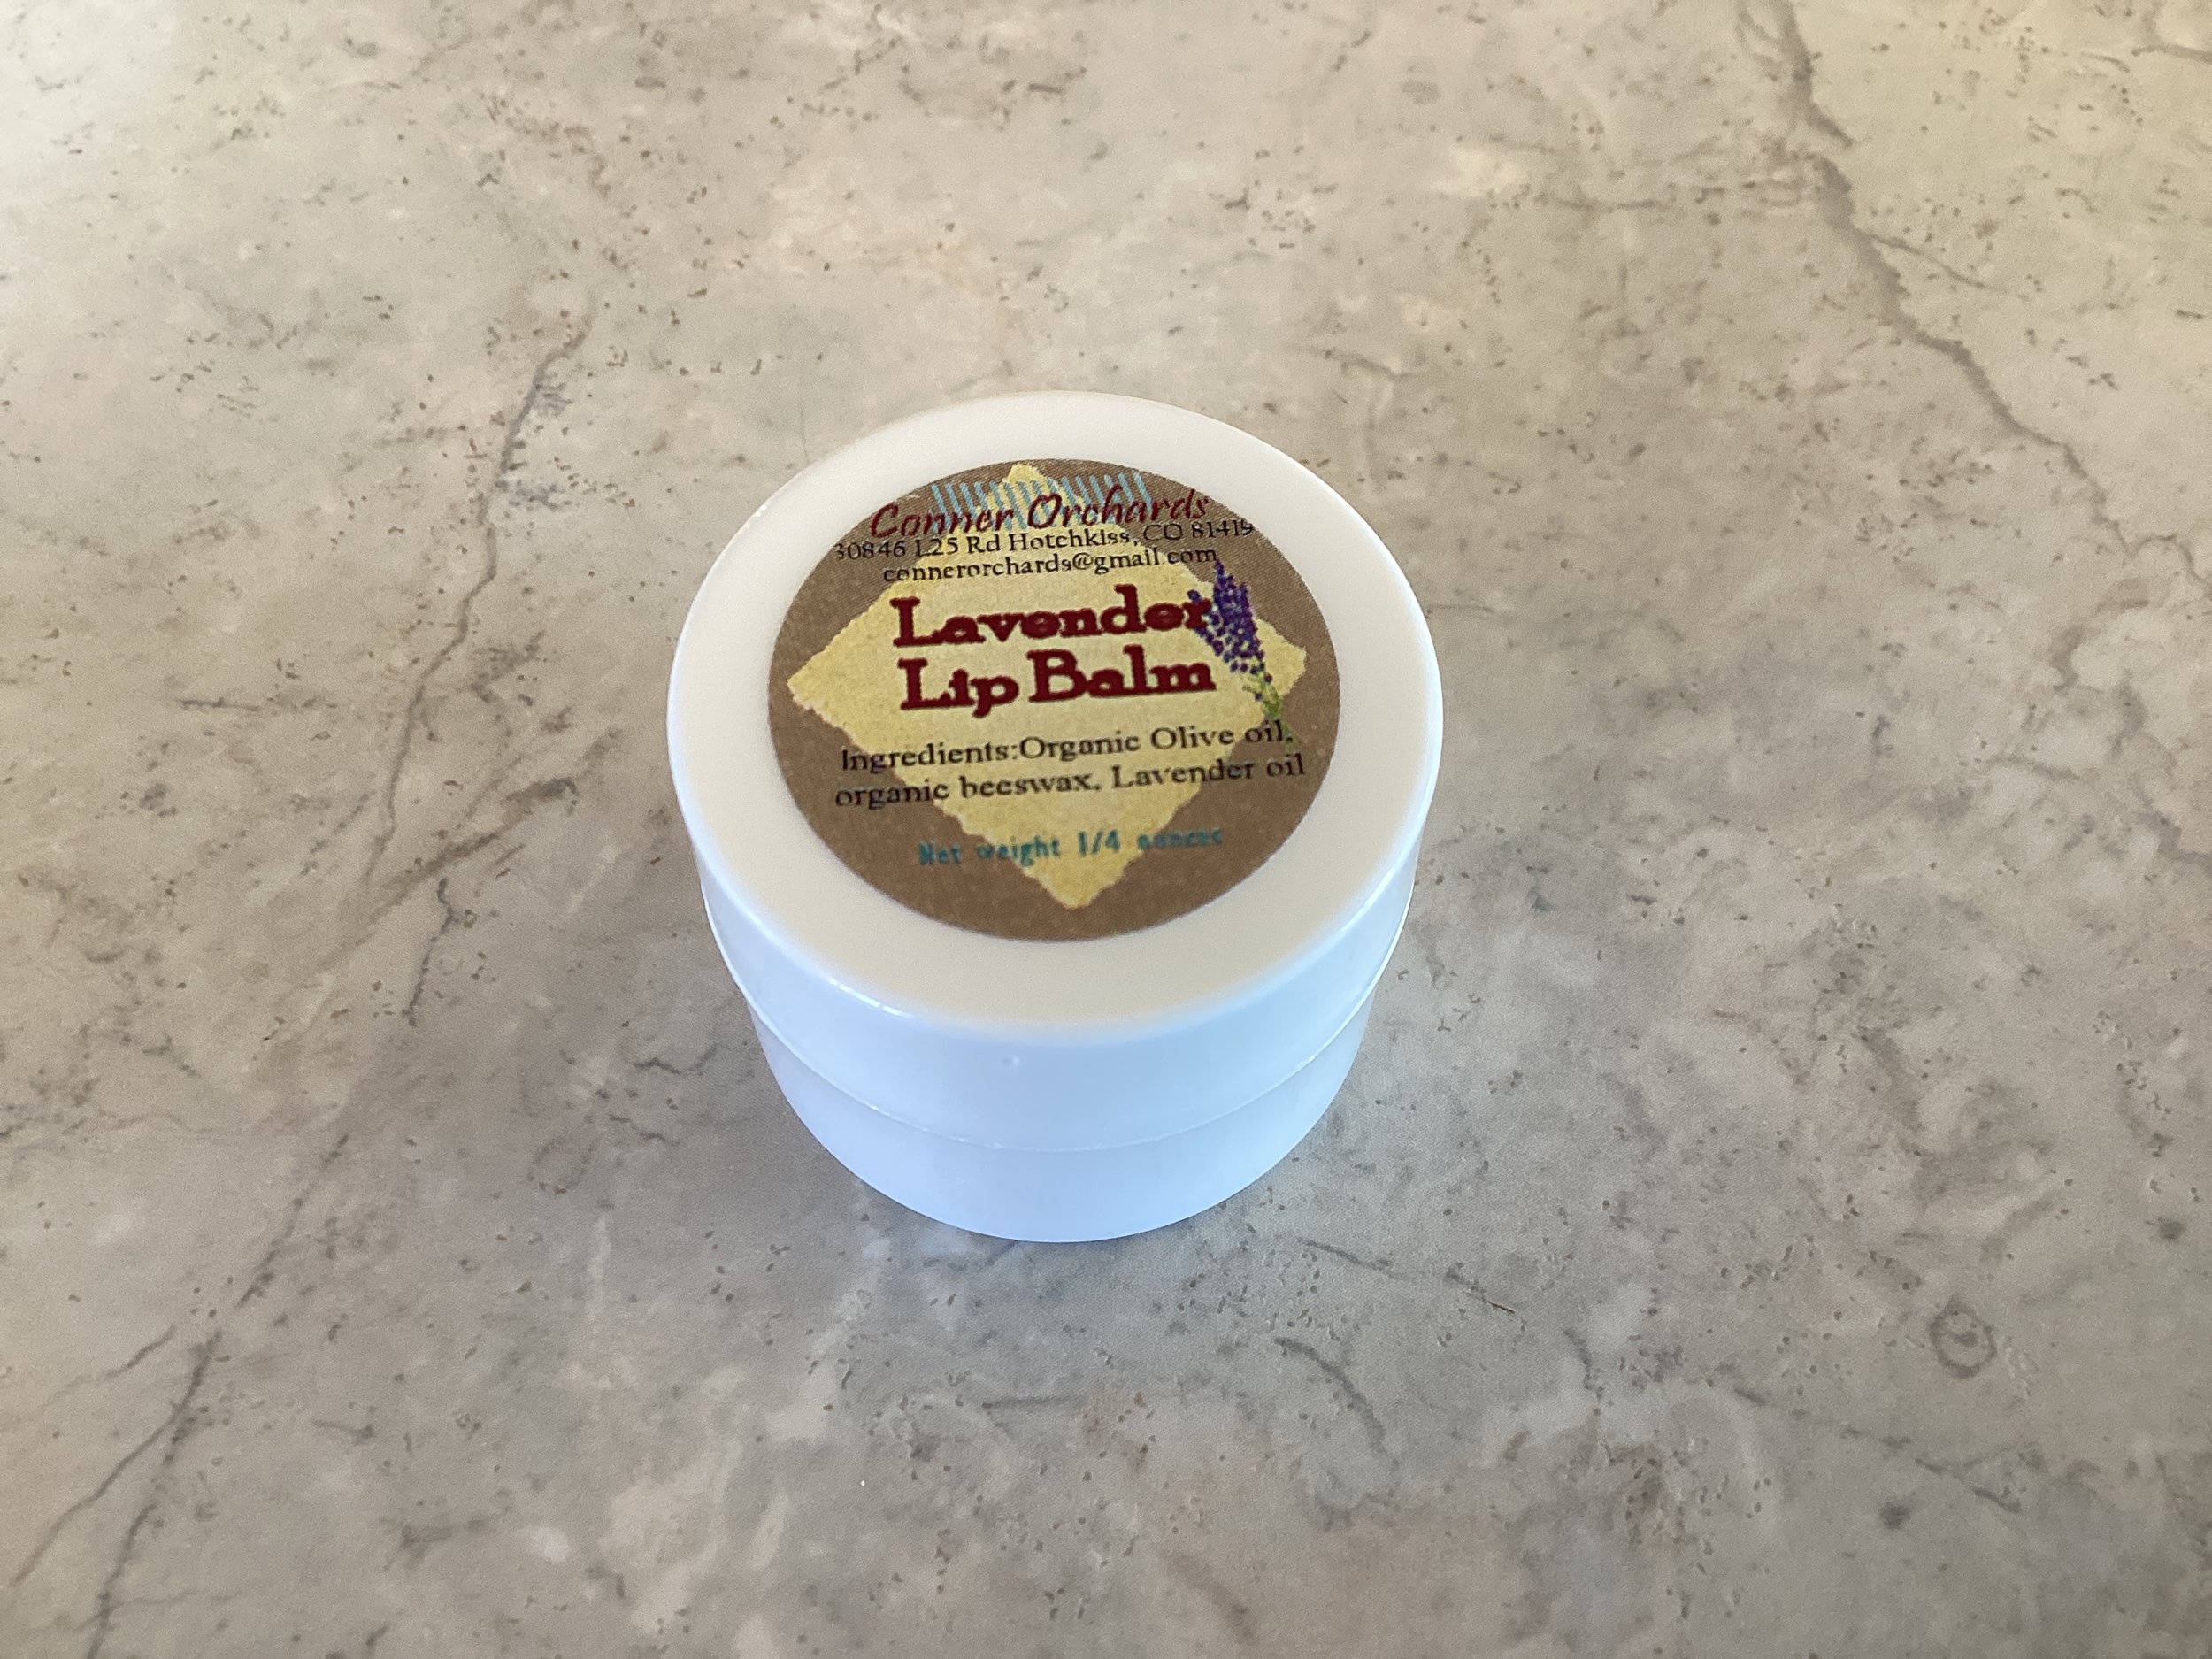 Conner Orchards
30846 L25 Rd Hotchkiss, CO 81419
connerorchards@gmail.com
Lavender
Lip Balm
Ingredients:Organic Olive oil,
organic beeswax, Lavender oil
Net weight 1/4 ounces